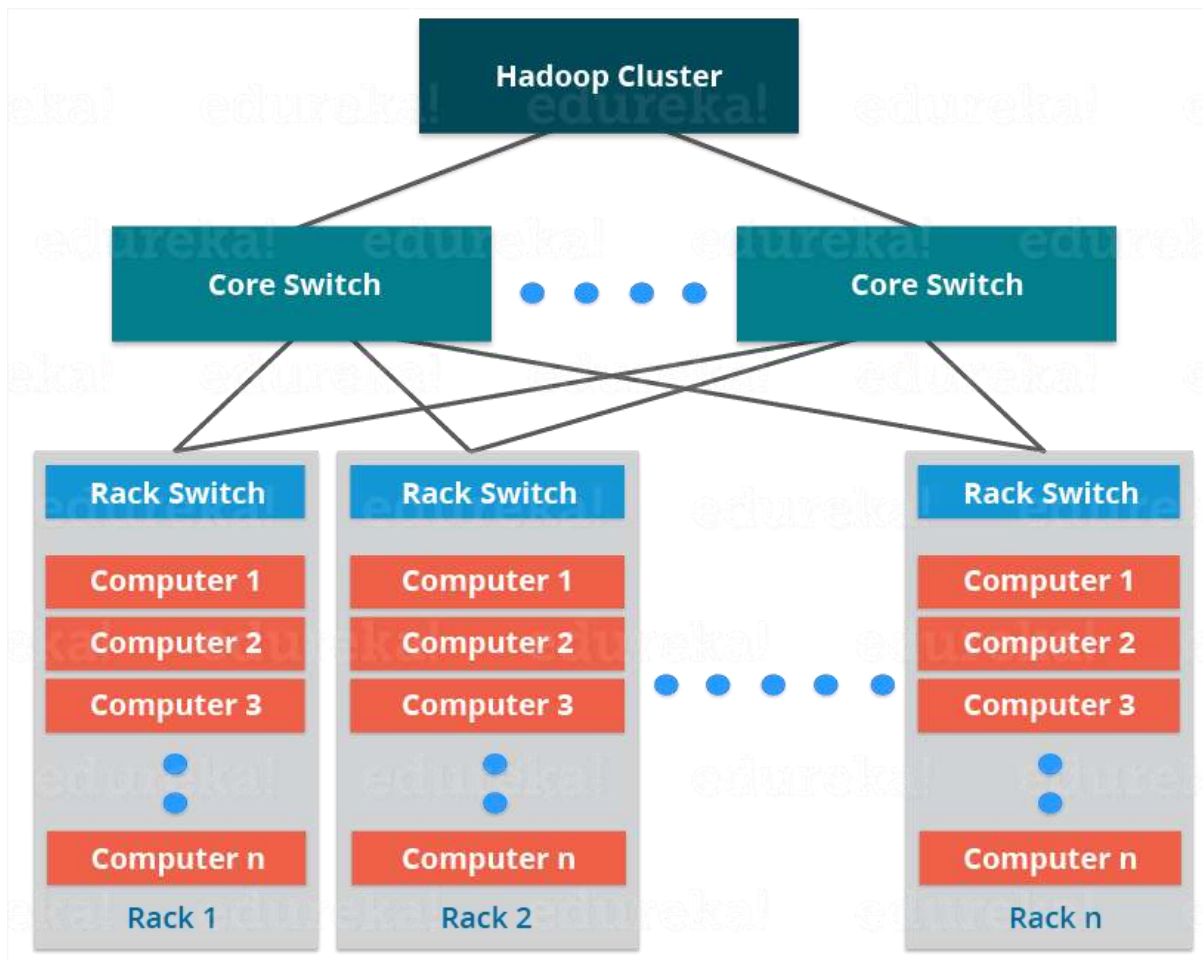 Hadoop Cluster
Core Switch
Core Switch
Rack Switch
Rack Switch
Rack Switch
Computer 1
Computer 1
Computer 1
Computer 2
Computer 2
Computer 2
Computer 3
Computer 3
Computer 3
Computer n
Computer n
Computer n
Rack 1
Rack 2
Rack n
edureka!